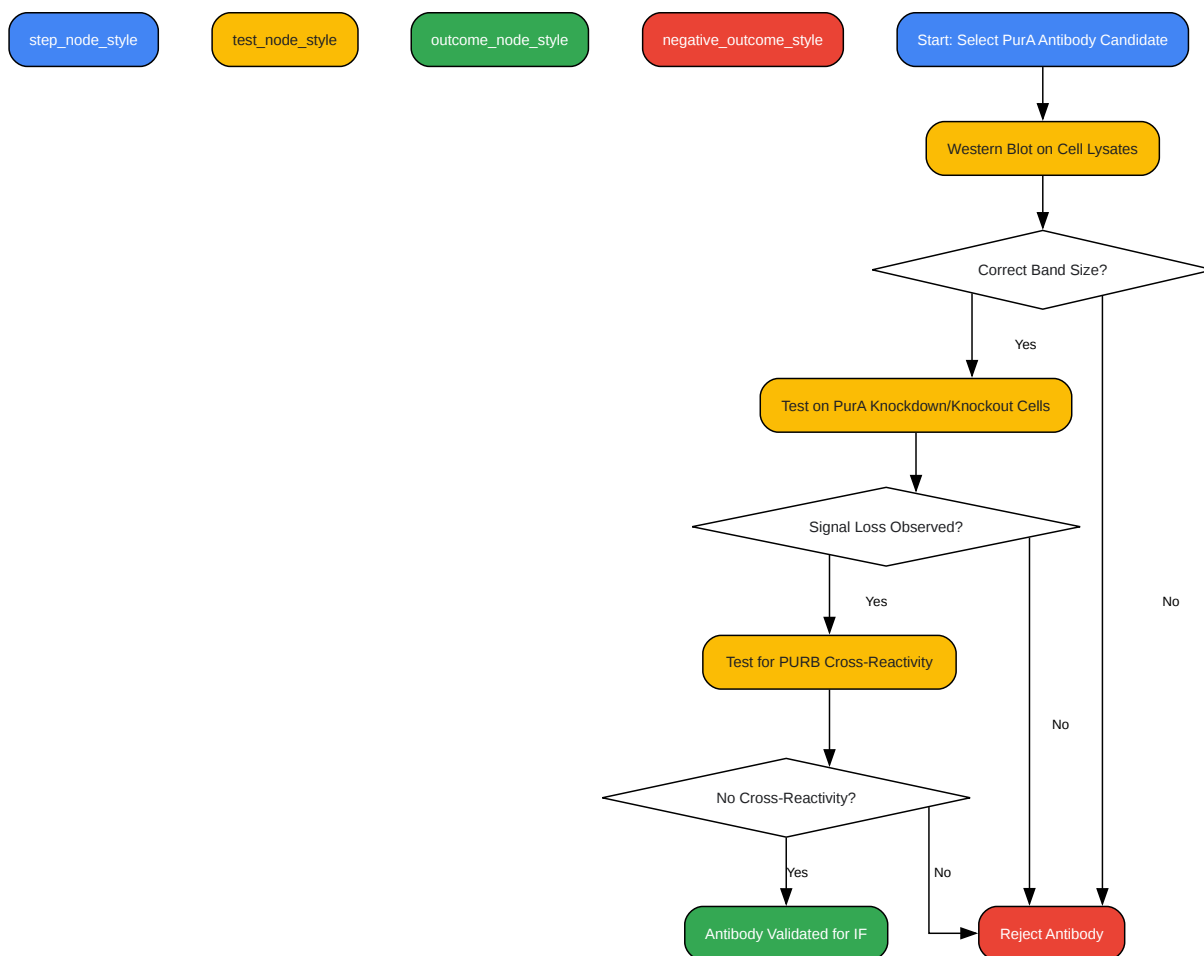 step_node_style
test_node_style
outcome_node_style
negative_outcome_style
Start: Select PurA Antibody Candidate
Western Blot on Cell Lysates
Correct Band Size?
Yes
Test on PurA Knockdown/Knockout Cells
Signal Loss Observed?
Yes
No
Test for PURB Cross-Reactivity
No
No Cross-Reactivity?
Yes
No
Antibody Validated for IF
Reject Antibody